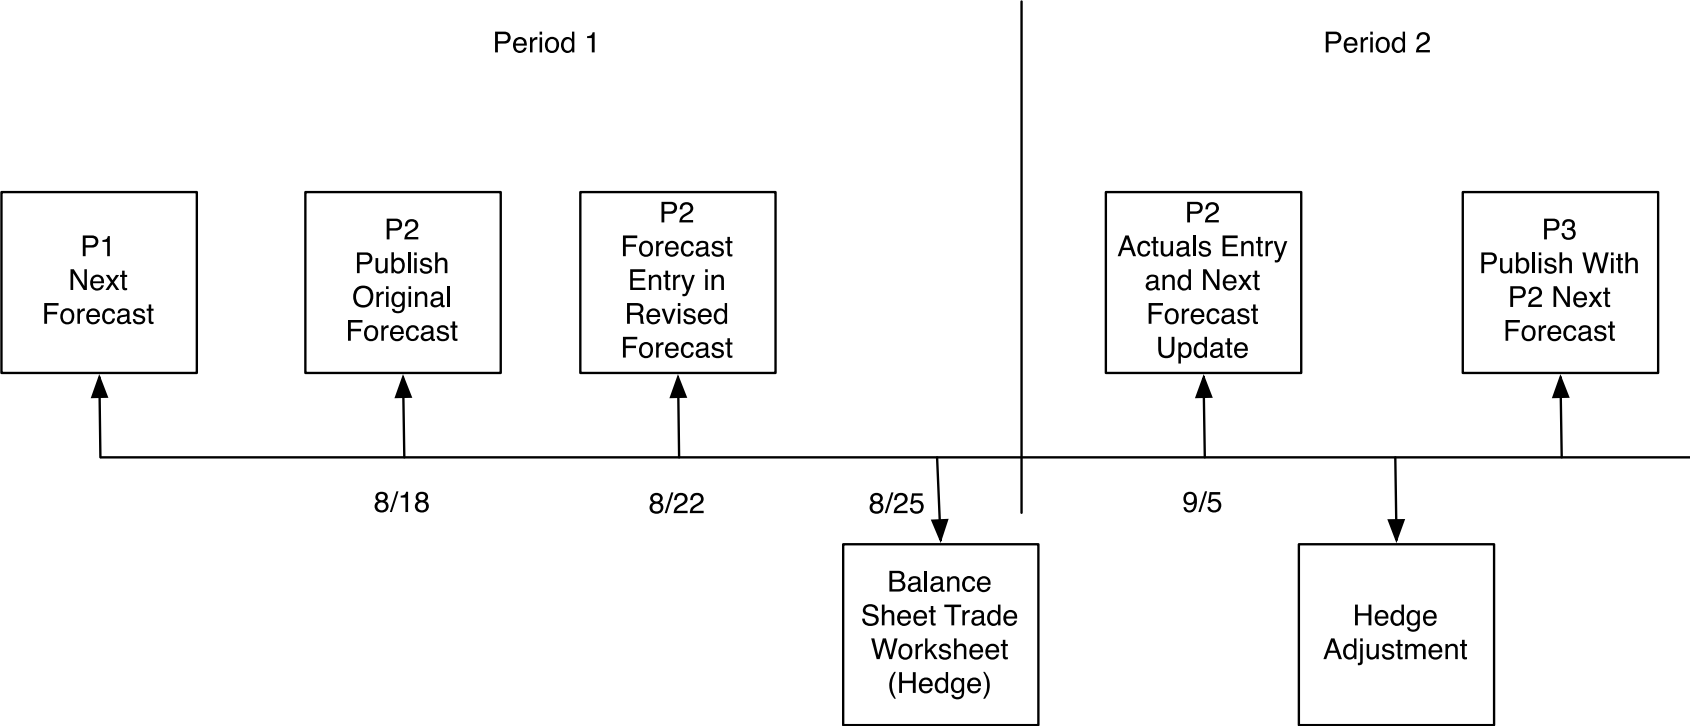 Period 1
Period 2
P1
Next
Forecast
P2
Publish
Original
Forecast
P2
Forecast
Entry in
Revised
Forecast
P2
Actuals Entry
and Next
Forecast
Update
P3
Publish With
P2 Next
Forecast
8/18
8/22
8/25
9/5
Balance
Sheet Trade
Worksheet
(Hedge)
Hedge
Adjustment